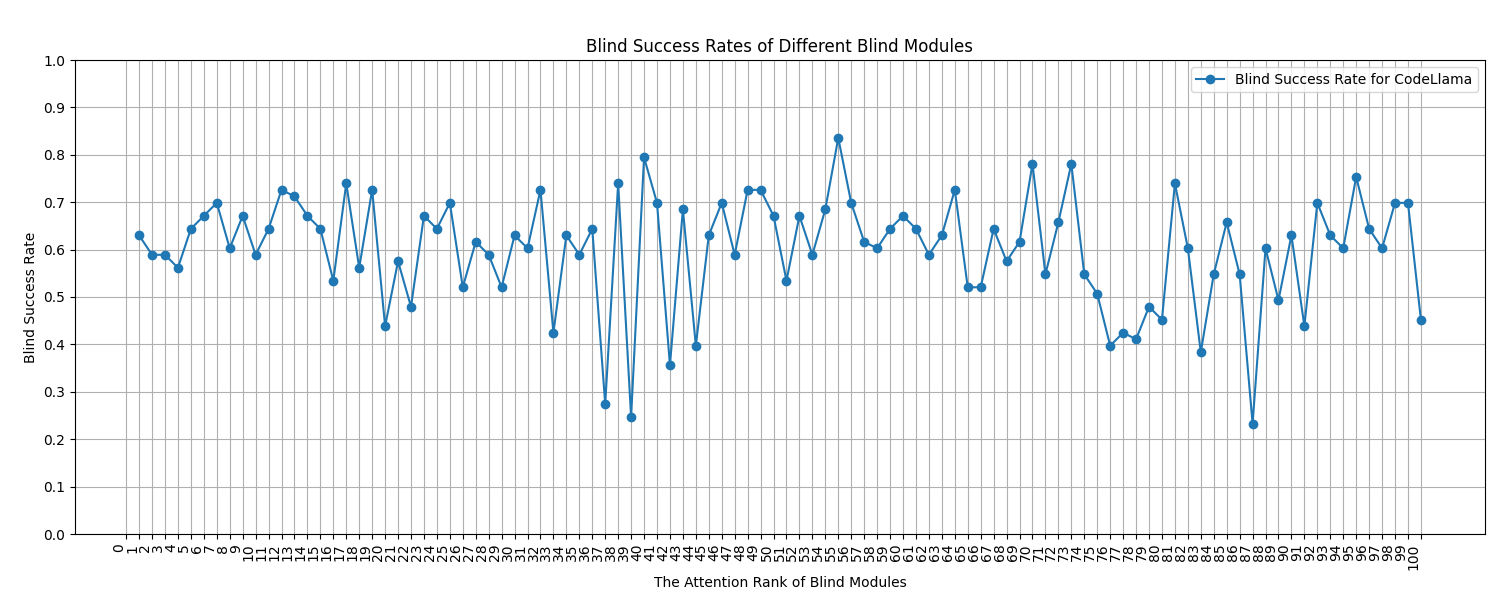 Blind Success Rates of Different Blind Modules
Blind Success Rate for CodeLlama
Blind Success Rate
1.0
0.9
0.8
0.7
0.6
0.5
0.4
0.3
0.2
0.1
0.0
0 1 2 3 4 5 6 7 8 9 10 11 12 13 14 15 16 17 18 19 20 21 22 23 24 25 26 27 28 29 30 31 32 33 34 35 36 37 38 39 40 41 42 43 44 45 46 47 48 49 50 51 52 53 54 55 56 57 58 59 60 61 62 63 64 65 66 67 68 69 70 71 72 73 74 75 76 77 78 79 80 81 82 83 84 85 86 87 88 89 90 91 92 93 94 95 96 97 98 99 100
The Attention Rank of Blind Modules